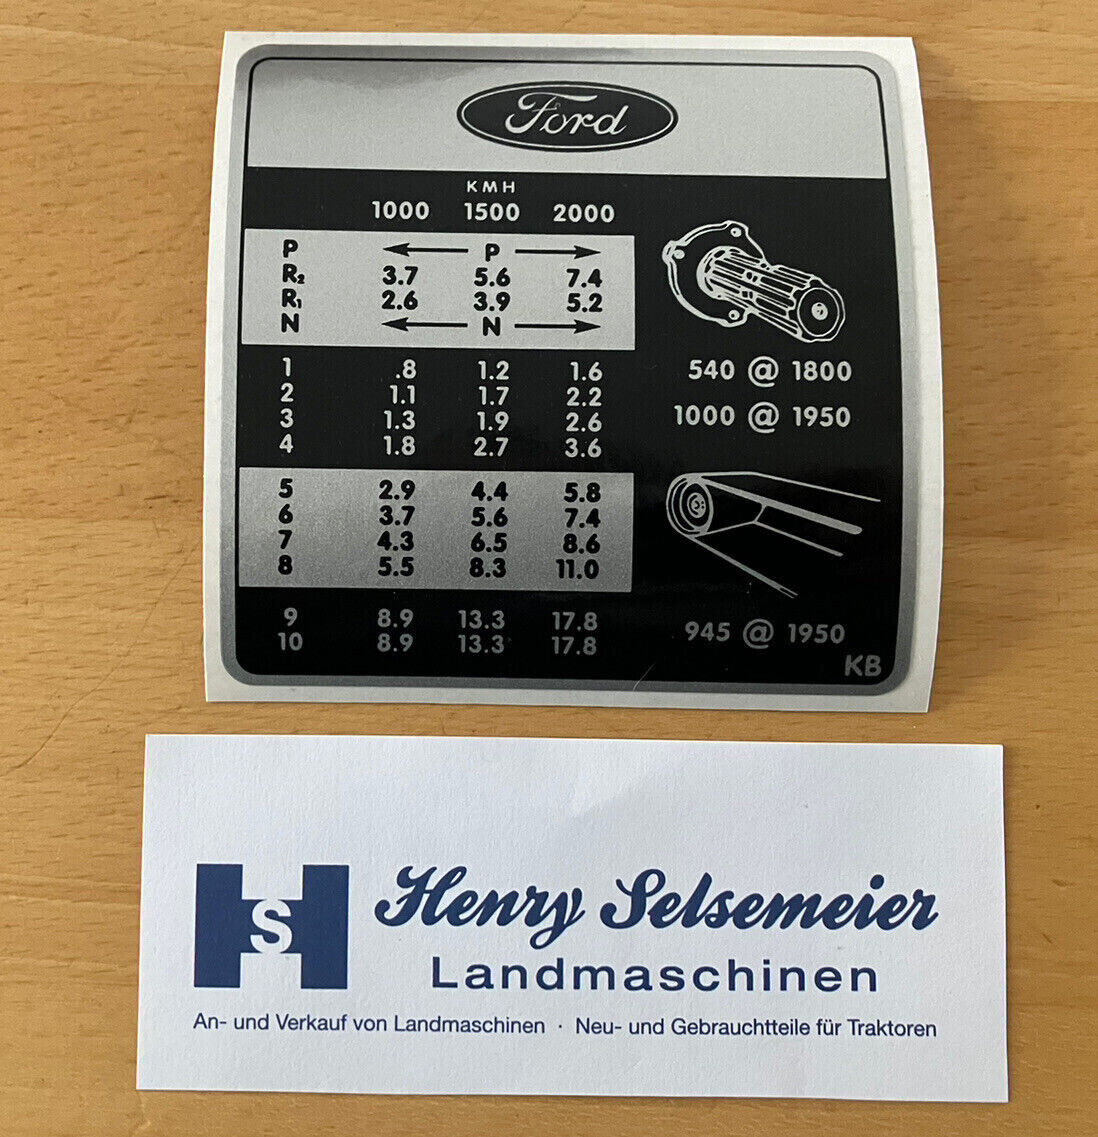 Ford
KMH
1000 1500 2000
P ← P →
R₂ 3.7 5.6 7.4
R₁ 2.6 3.9 5.2
N ← N →
1 .8 1.2 1.6
2 1.1 1.7 2.2
3 1.3 1.9 2.6
4 1.8 2.7 3.6
5 2.9 4.4 5.8
6 3.7 5.6 7.4
7 4.3 6.5 8.6
8 5.5 8.3 11.0
9 8.9 13.3 17.8
10 8.9 13.3 17.8
540 @ 1800
1000 @ 1950
945 @ 1950
KB
HS
Henry Selsemeier
Landmaschinen
An- und Verkauf von Landmaschinen · Neu- und Gebrauchtteile für Traktoren